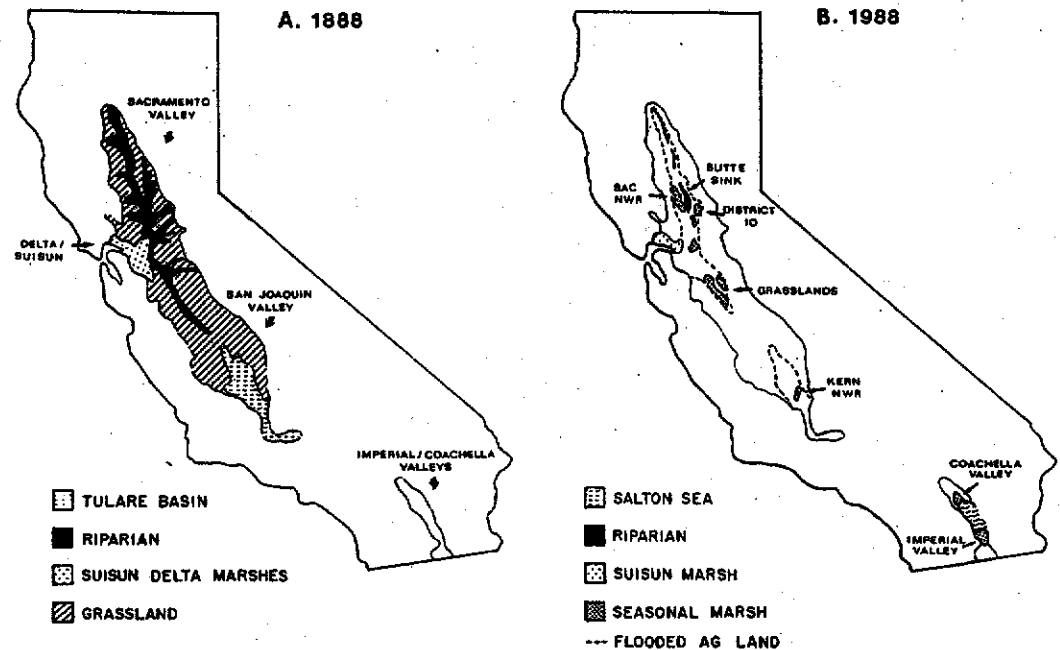 A. 1888
SACRAMENTO
VALLEY
DELTA/
SUISUN
SAN JOAQUIN
VALLEY
IMPERIAL/COACHELLA
VALLEYS
TULARE BASIN
RIPARIAN
SUISUN DELTA MARSHES
GRASSLAND
B. 1988
BUTTE
SINK
SAC
NWR
DISTRICT
10
GRASSLANDS
KERN
NWR
COACHELLA
VALLEY
IMPERIAL
VALLEY
SALTON SEA
RIPARIAN
SUISUN MARSH
SEASONAL MARSH
FLOODED AG LAND